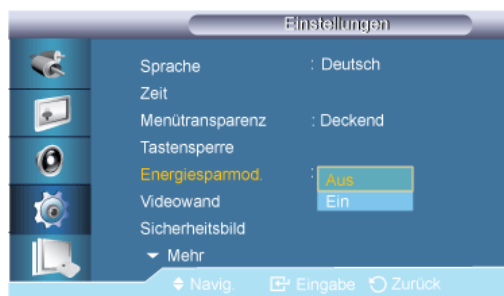 Einstellungen
Sprache : Deutsch
Zeit
Menütransparenz : Deckend
Tastensperre
Energiesparmod. : Aus
Videowand Ein
Sicherheitsbild
Mehr
Navig. Eingabe Zurück